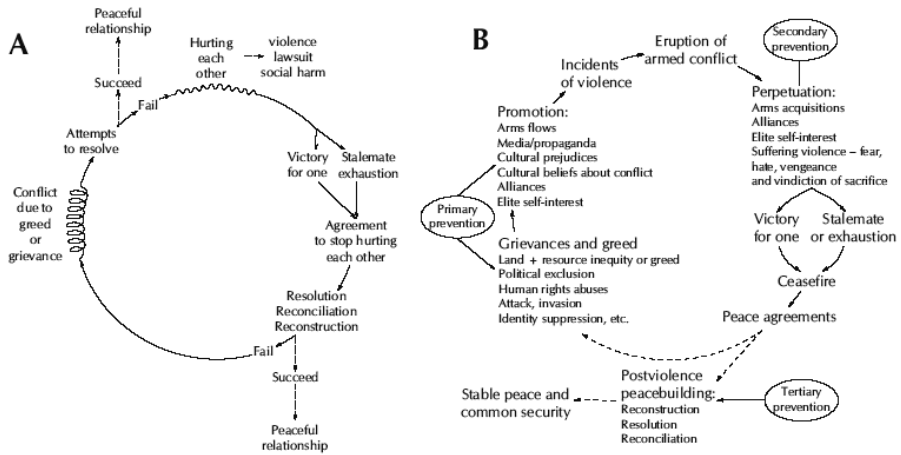 A
Peaceful
relationship
Succeed
Fail
Attempts
to resolve
Hurting
each
other
violence
lawsuit
social harm
Victory
for one
Stalemate
exhaustion
Agreement
to stop hurting
each other
Conflict
due to
greed
or
grievance
Resolution
Reconciliation
Reconstruction
Fail
Succeed
Peaceful
relationship
B
Eruption of
armed conflict
Secondary
prevention
Incidents
of violence
Perpetuation:
Arms acquisitions
Alliances
Elite self-interest
Suffering violence – fear,
hate, vengeance
and vindiction of sacrifice
Promotion:
Arms flows
Media/propaganda
Cultural prejudices
Cultural beliefs about conflict
Alliances
Elite self-interest
Primary
prevention
Grievances and greed
Land + resource inequity or greed
Political exclusion
Human rights abuses
Attack, invasion
Identity suppression, etc.
Victory
for one
Stalemate
or exhaustion
Ceasefire
Peace agreements
Postviolence
peacebuilding:
Reconstruction
Resolution
Reconciliation
Tertiary
prevention
Stable peace and
common security